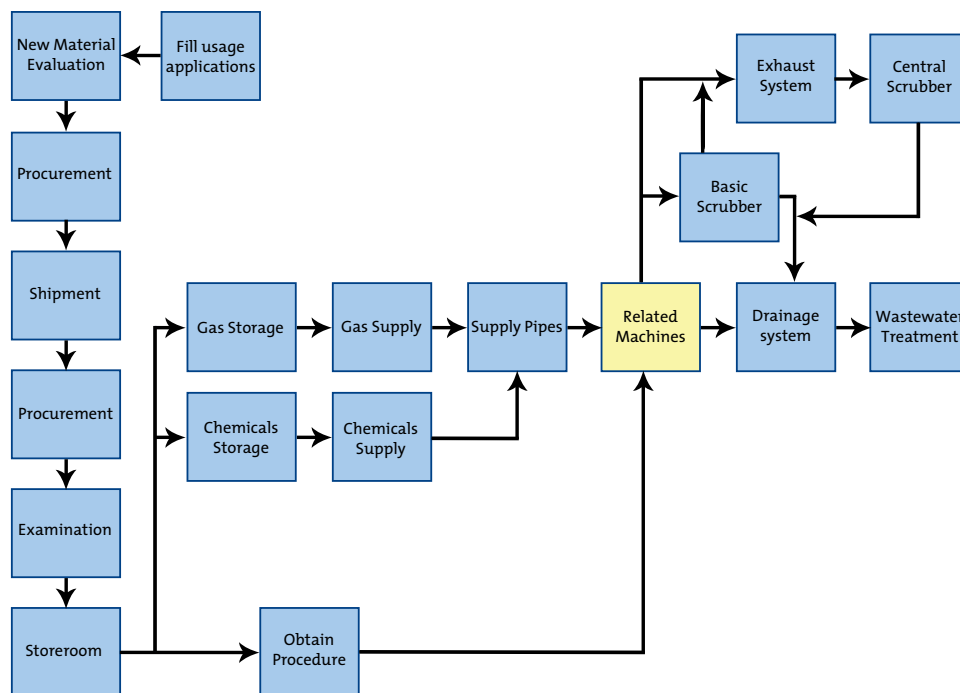 New Material
Evaluation
Fill usage
applications
Procurement
Shipment
Procurement
Examination
Storeroom
Gas Storage
Gas Supply
Supply Pipes
Chemicals
Storage
Chemicals
Supply
Obtain
Procedure
Related
Machines
Exhaust
System
Central
Scrubber
Basic
Scrubber
Drainage
system
Wastewater
Treatment